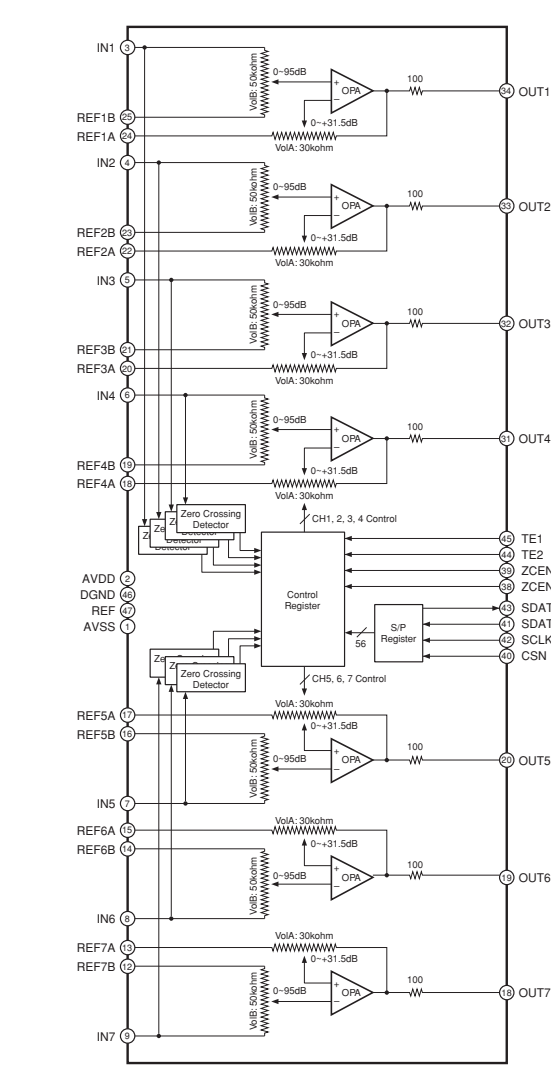 IN1 3
VolB: 50kohm
0~95dB
+
−
OPA
100
34 OUT1
REF1B 25
REF1A 24
0~+31.5dB
VolA: 30kohm
IN2 4
VolB: 50kohm
0~95dB
+
−
OPA
100
33 OUT2
REF2B 23
REF2A 22
0~+31.5dB
VolA: 30kohm
IN3 5
VolB: 50kohm
0~95dB
+
−
OPA
100
32 OUT3
REF3B 21
REF3A 20
0~+31.5dB
VolA: 30kohm
IN4 6
VolB: 50kohm
0~95dB
+
−
OPA
100
31 OUT4
REF4B 19
REF4A 18
0~+31.5dB
VolA: 30kohm
Zero Crossing
Detector
CH1, 2, 3, 4 Control
45 TE1
44 TE2
39 ZCEN
38 ZCEN
AVDD 2
DGND 46
REF 47
AVSS 1
Control
Register
56
S/P
Register
43 SDAT
41 SDAT
42 SCLK
40 CSN
Zero Crossing
Detector
CH5, 6, 7 Control
REF5A 17
REF5B 16
VolA: 30kohm
0~+31.5dB
VolB: 50kohm
0~95dB
+
−
OPA
100
20 OUT5
IN5 7
REF6A 15
REF6B 14
VolA: 30kohm
0~+31.5dB
VolB: 50kohm
0~95dB
+
−
OPA
100
19 OUT6
IN6 8
REF7A 13
REF7B 12
VolA: 30kohm
0~+31.5dB
VolB: 50kohm
0~95dB
+
−
OPA
100
18 OUT7
IN7 9